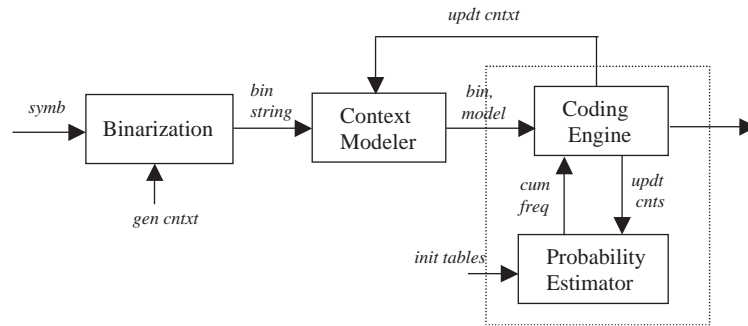 updt cntxt
symb
Binarization
bin
string
Context
Modeler
bin,
model
Coding
Engine
gen cntxt
cum
freq
updt
cnts
init tables
Probability
Estimator